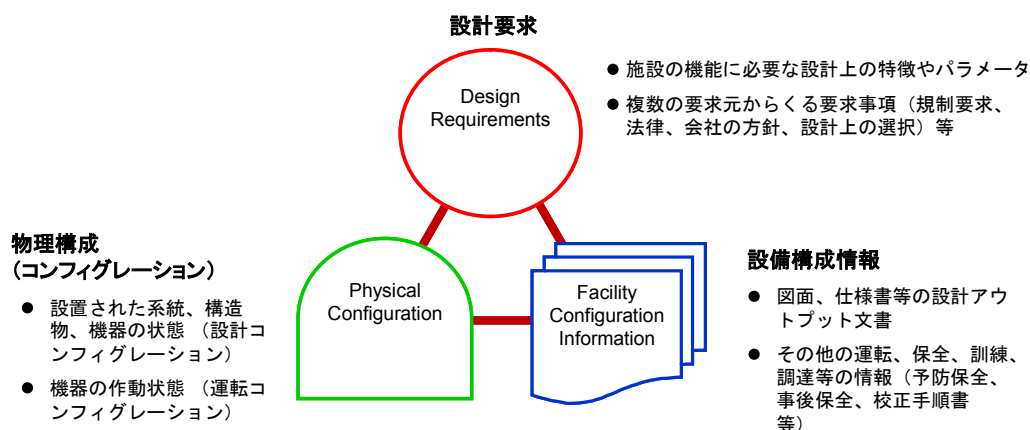 設計要求
Design
Requirements
● 施設の機能に必要な設計上の特徴やパラメータ
● 複数の要求元からくる要求事項（規制要求、
法律、会社の方針、設計上の選択）等
物理構成
（コンフィグレーション）
● 設置された系統、構造
物、機器の状態 （設計コ
ンフィグレーション）
● 機器の作動状態 （運転コ
ンフィグレーション）
Physical
Configuration
Facility
Configuration
Information
設備構成情報
● 図面、仕様書等の設計アウ
トプット文書
● その他の運転、保全、訓練、
調達等の情報（予防保全、
事後保全、校正手順書
等）